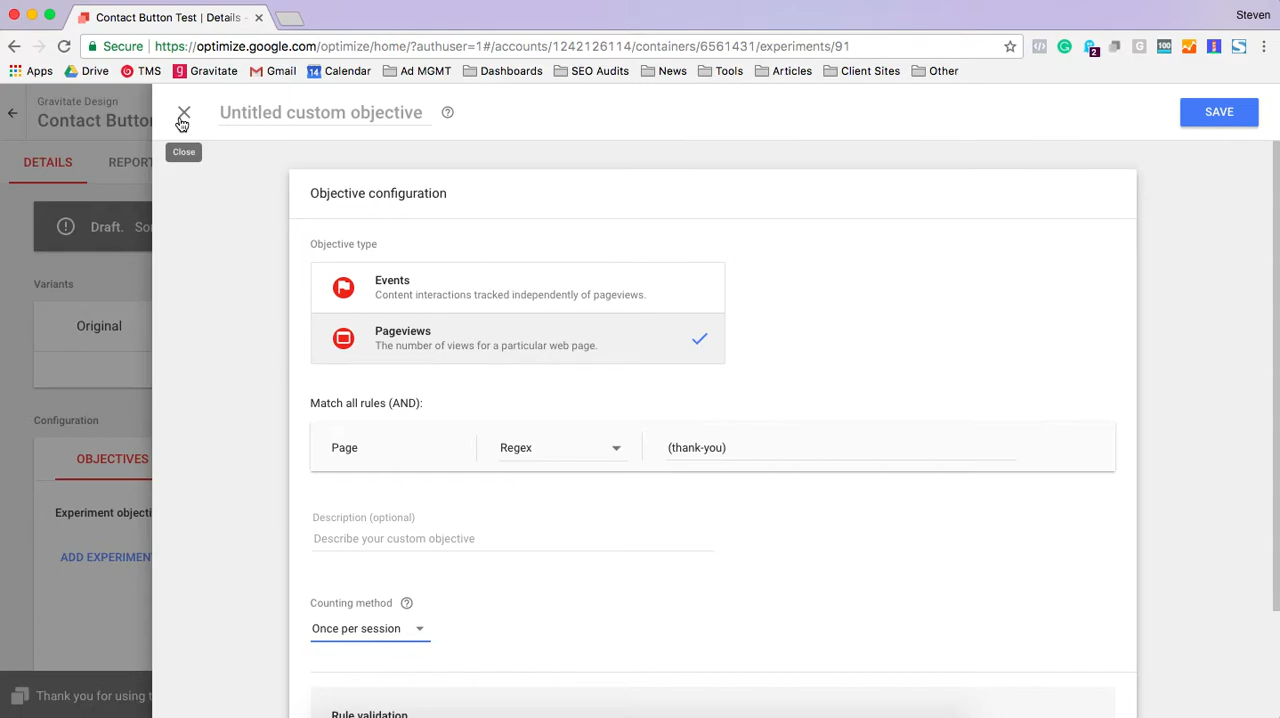 Contact Button Test | Details -
Steven
Secure https://optimize.google.com/optimize/home/?authuser=1#/accounts/1242126114/containers/6561431/experiments/91
2
100
Apps Drive TMS Gravitate Gmail 14 Calendar Ad MGMT Dashboards SEO Audits News Tools Articles Client Sites Other
Gravitate Design
Contact Button
Untitled custom objective
SAVE
Close
DETAILS REPORT
Objective configuration
Draft.
Objective type
Events
Content interactions tracked independently of pageviews.
Variants
Original
Pageviews
The number of views for a particular web page.
Match all rules (AND):
Configuration
Page Regex (thank-you)
OBJECTIVES
Experiment objecti
Description (optional)
Describe your custom objective
ADD EXPERIMEN
Counting method
Once per session
Thank you for using t
Rule validation